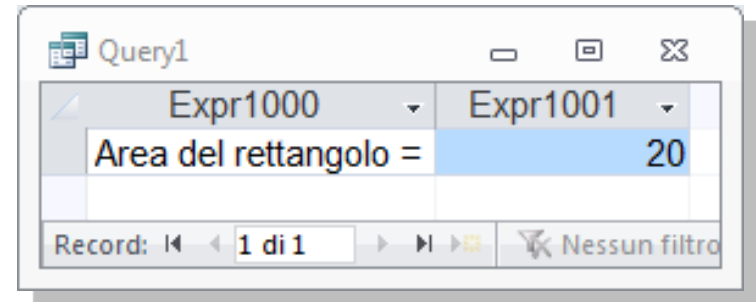 Query1
Expr1000 Expr1001
Area del rettangolo = 20
Record: 1 di 1 Nessun filtro